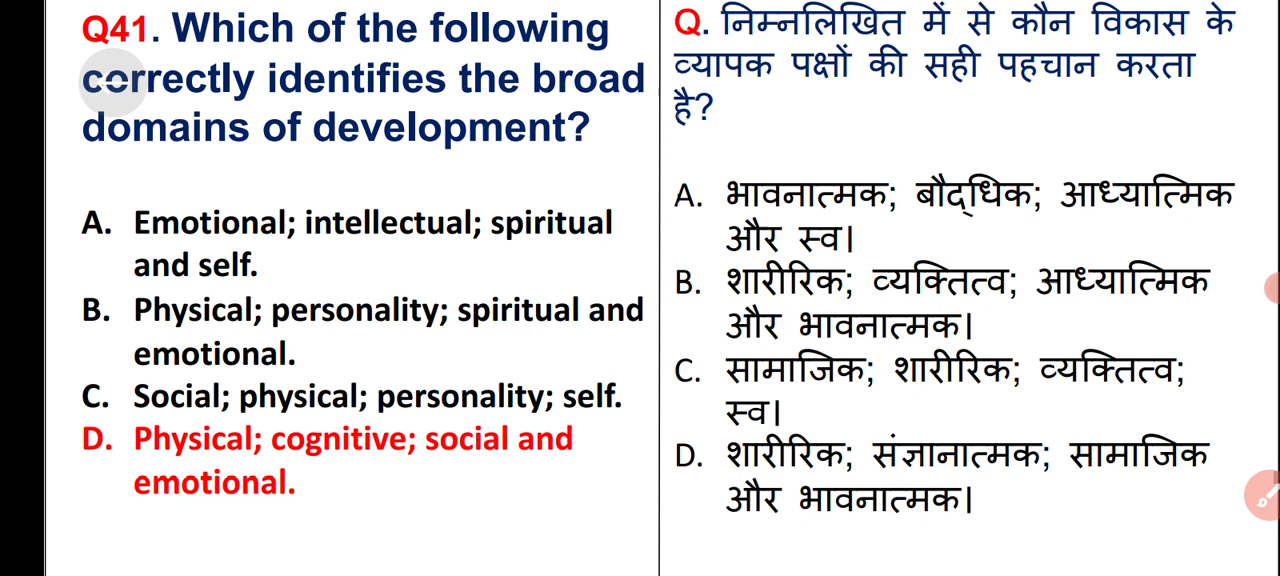 Q41. Which of the following
correctly identifies the broad
domains of development?
A. Emotional; intellectual; spiritual
and self.
B. Physical; personality; spiritual and
emotional.
C. Social; physical; personality; self.
D. Physical; cognitive; social and
emotional.
Q. निम्नलिखित में से कौन विकास के
व्यापक पक्षों की सही पहचान करता
है?
A. भावनात्मक; बौद्धिक; आध्यात्मिक
और स्व।
B. शारीरिक; व्यक्तित्व; आध्यात्मिक
और भावनात्मक।
C. सामाजिक; शारीरिक; व्यक्तित्व;
स्व।
D. शारीरिक; संज्ञानात्मक; सामाजिक
और भावनात्मक।